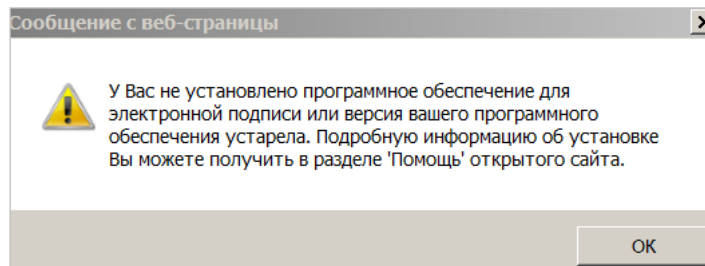 Сообщение с веб-страницы
У Вас не установлено программное обеспечение для
электронной подписи или версия вашего программного
обеспечения устарела. Подробную информацию об установке
Вы можете получить в разделе 'Помощь' открытого сайта.
ОК